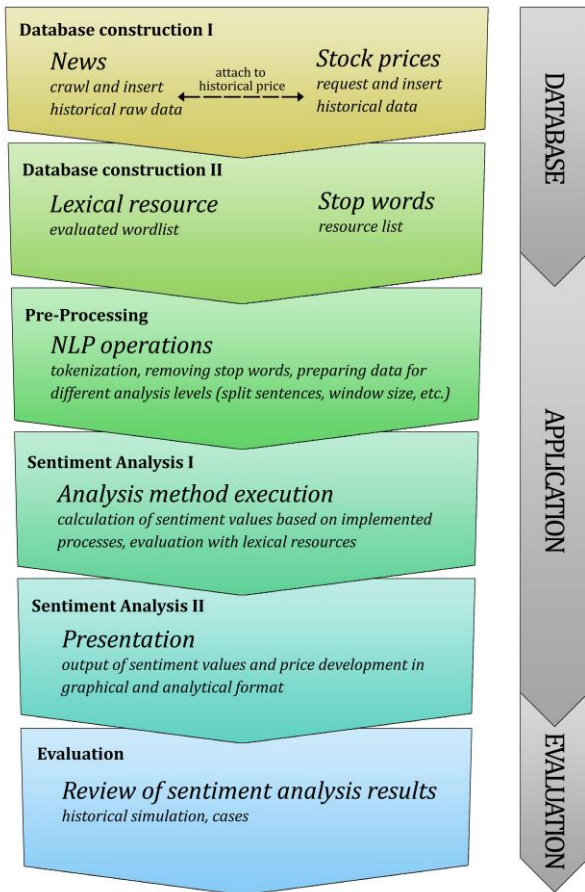 Database construction I
News
crawl and insert
historical raw data
attach to
historical price
Stock prices
request and insert
historical data
Database construction II
Lexical resource
evaluated wordlist
Stop words
resource list
Pre-Processing
NLP operations
tokenization, removing stop words, preparing data for
different analysis levels (split sentences, window size, etc.)
Sentiment Analysis I
Analysis method execution
calculation of sentiment values based on implemented
processes, evaluation with lexical resources
Sentiment Analysis II
Presentation
output of sentiment values and price development in
graphical and analytical format
Evaluation
Review of sentiment analysis results
historical simulation, cases
DATABASE
APPLICATION
EVALUATION